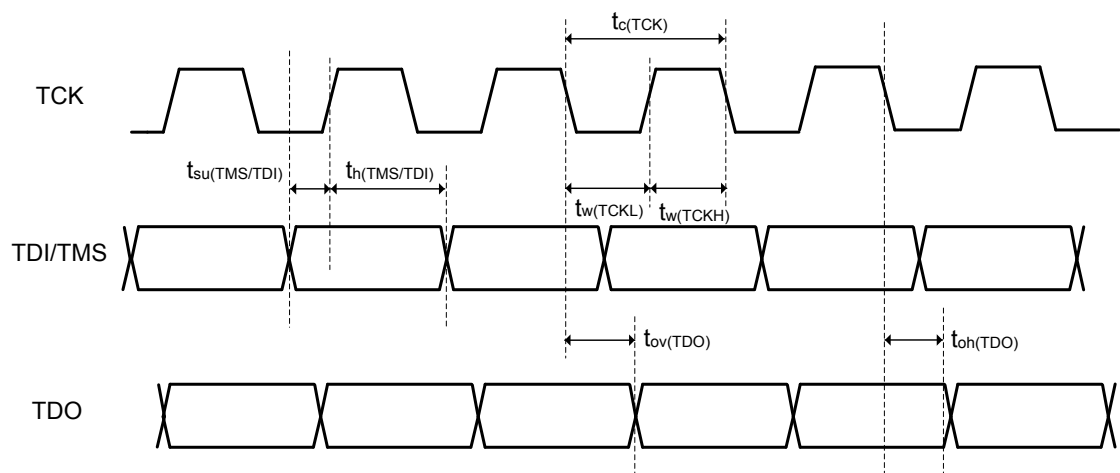 tc(TCK)
TCK
tsu(TMS/TDI)
th(TMS/TDI)
tw(TCKL)
tw(TCKH)
TDI/TMS
tov(TDO)
toh(TDO)
TDO